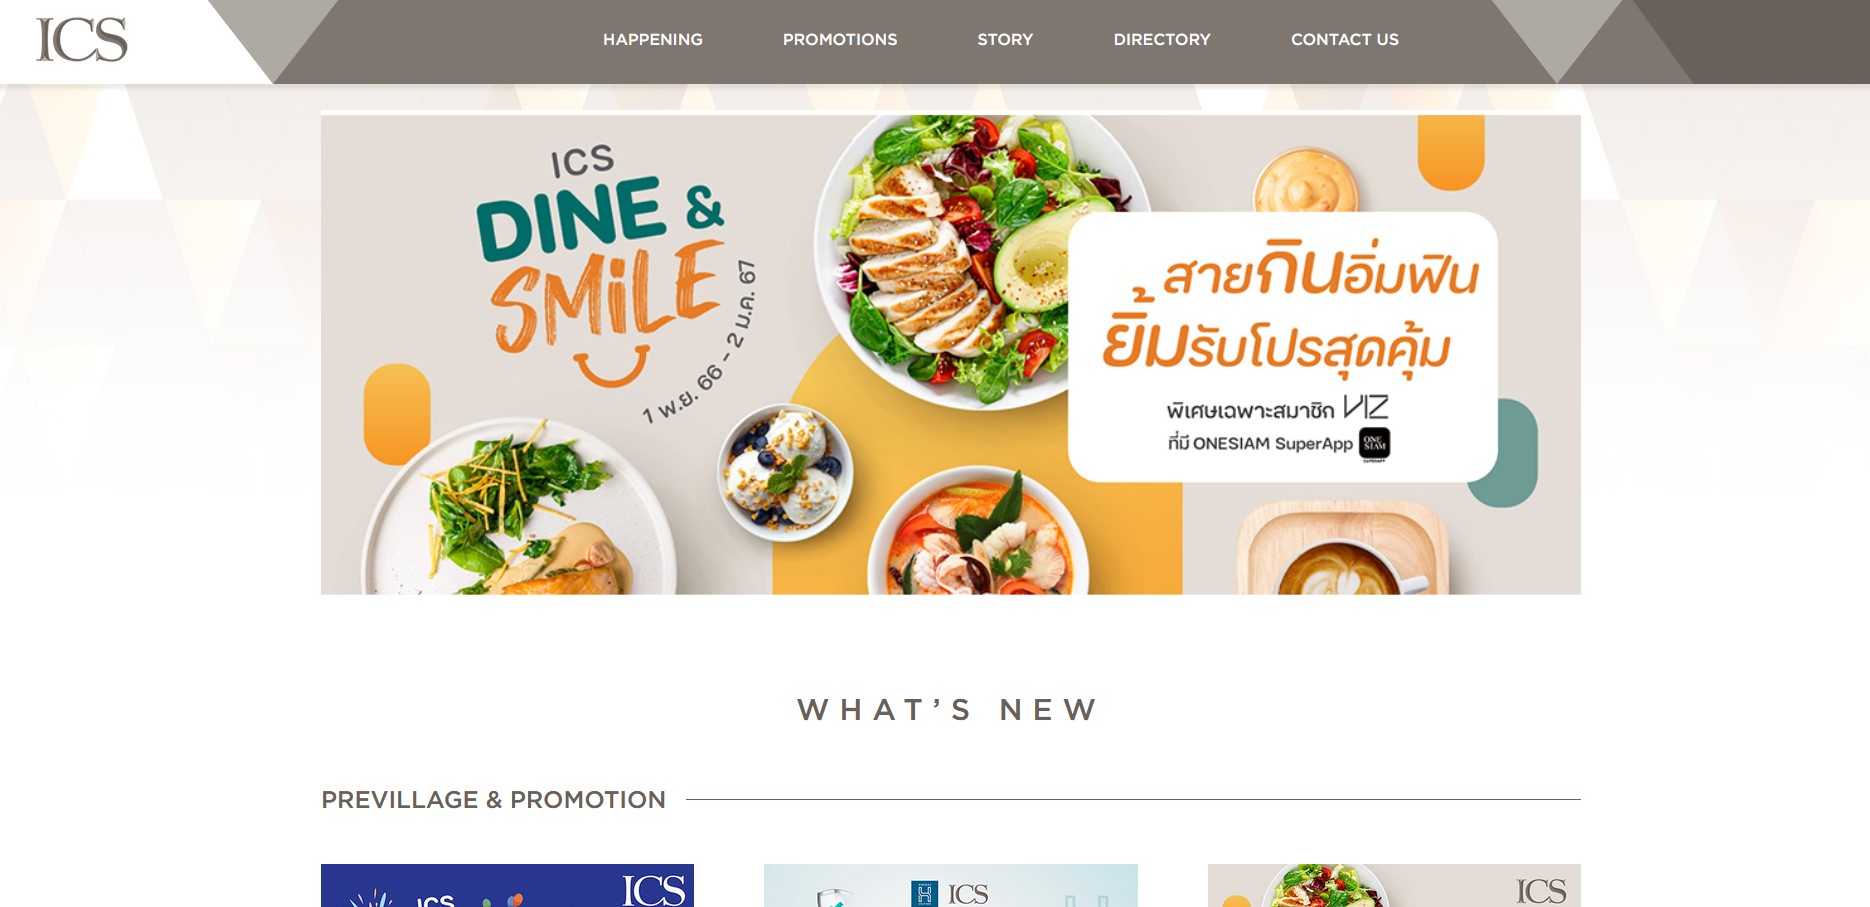 ICS
HAPPENING
PROMOTIONS
STORY
DIRECTORY
CONTACT US
ICS
DINE &
SMiLE
1 พ.ย. 66 - 2 ม.ค. 67
สายกินอิ่มฟิน
ยิ้มรับโปรสุดคุ้ม
พิเศษเฉพาะสมาชิก VIZ
ที่มี ONESIAM SuperApp
ONE
SIAM
SUPERAPP
WHAT’S NEW
PREVILLAGE & PROMOTION
ICS
ICS
ICS
ICS